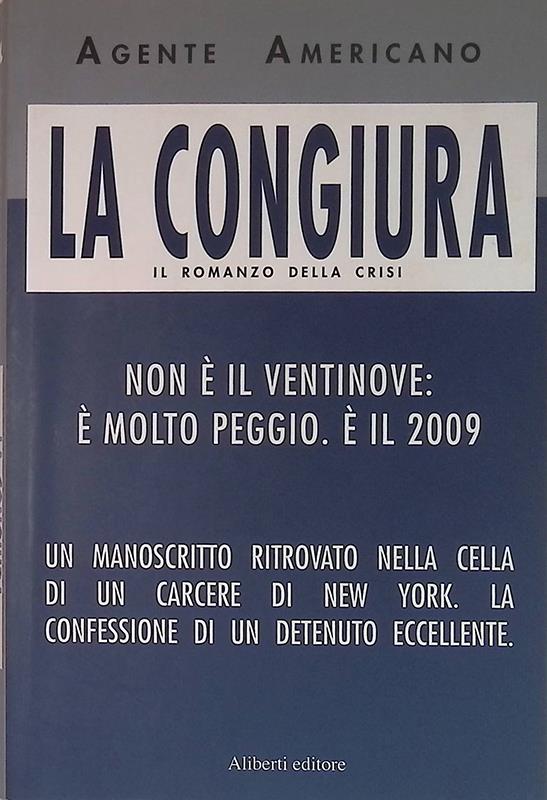 AGENTE AMERICANO
LA CONGIURA
IL ROMANZO DELLA CRISI
NON È IL VENTINOVE:
È MOLTO PEGGIO. È IL 2009
UN MANOSCRITTO RITROVATO NELLA CELLA
DI UN CARCERE DI NEW YORK. LA
CONFESSIONE DI UN DETENUTO ECCELLENTE.
Aliberti editore